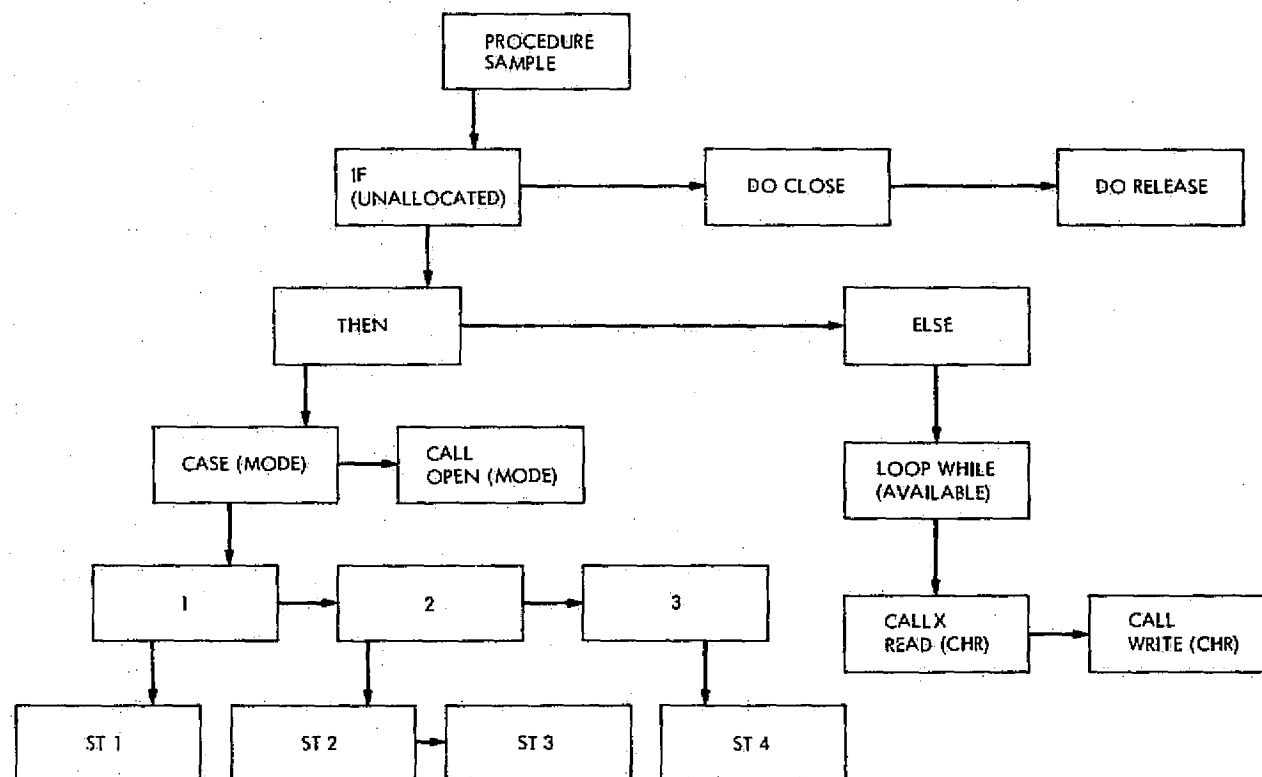 PROCEDURE
SAMPLE
IF
(UNALLOCATED)
DO CLOSE
DO RELEASE
THEN
ELSE
CASE (MODE)
CALL
OPEN (MODE)
LOOP WHILE
(AVAILABLE)
1
2
3
CALLX
READ (CHR)
CALL
WRITE (CHR)
ST 1
ST 2
ST 3
ST 4